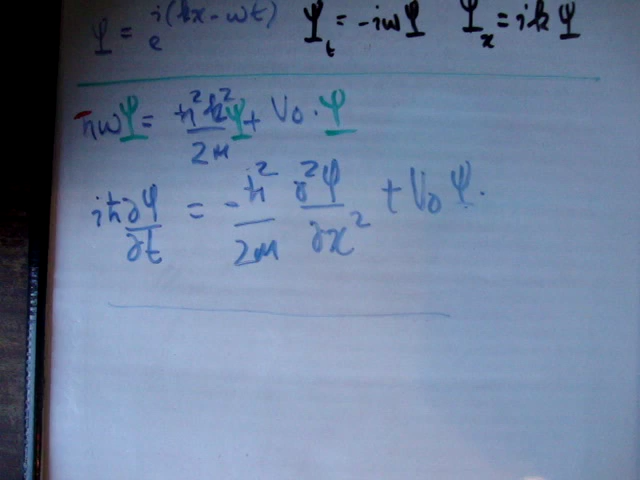 Ψ = e^{i(kx - ωt)} Ψ_t = -iωΨ Ψ_x = ikΨ
ħωΨ = ħ²k²/2m Ψ + V₀·Ψ
iħ ∂Ψ/∂t = -ħ²/2m ∂²Ψ/∂x² + V₀Ψ.